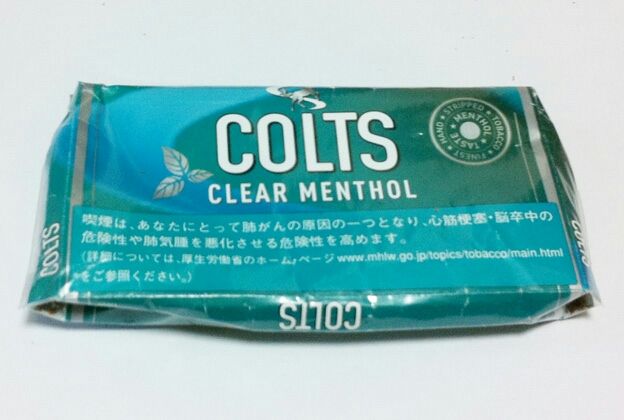 COLTS
CLEAR MENTHOL
FINEST HAND STRIPPED TOBACCO
MENTHOL TASTE
喫煙は、あなたにとって肺がんの原因の一つとなり、心筋梗塞・脳卒中の
危険性や肺気腫を悪化させる危険性を高めます。
(詳細については、厚生労働省のホームページ www.mhlw.go.jp/topics/tobacco/main.html
をご参照ください。)
COLTS
COLTS
COLTS